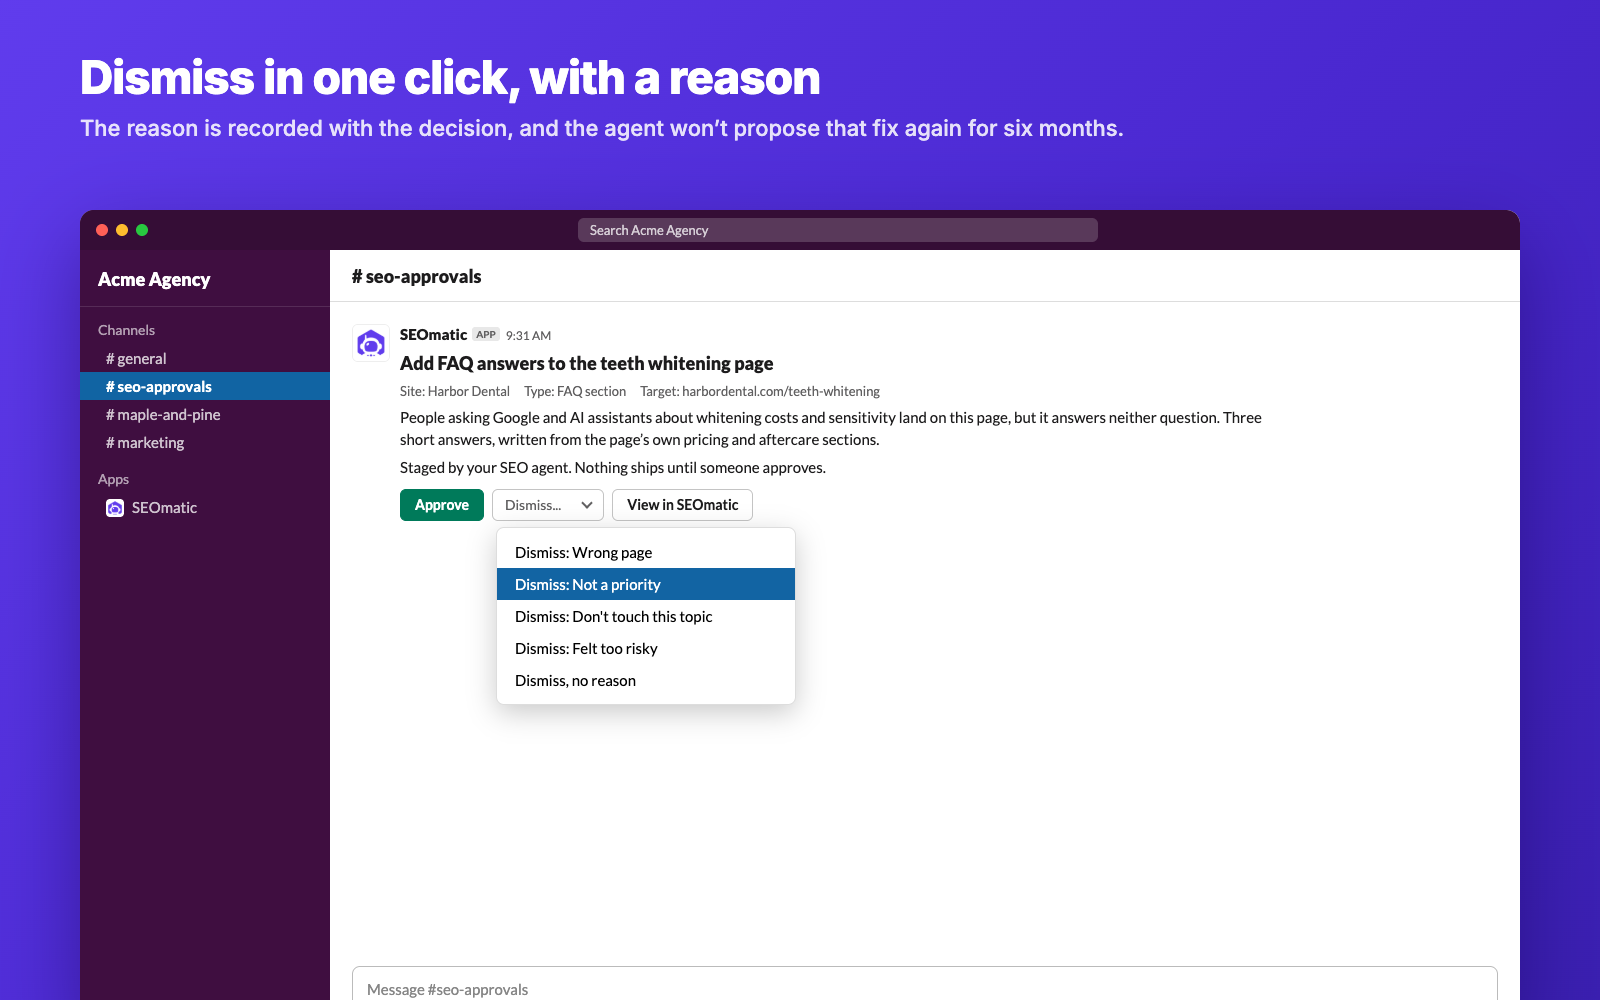 Dismiss in one click, with a reason
The reason is recorded with the decision, and the agent won’t propose that fix again for six months.
Search Acme Agency
Acme Agency
Channels
# general
# seo-approvals
# maple-and-pine
# marketing
Apps
SEOmatic
# seo-approvals
SEOmatic APP 9:31 AM
Add FAQ answers to the teeth whitening page
Site: Harbor Dental Type: FAQ section Target: harbordental.com/teeth-whitening
People asking Google and AI assistants about whitening costs and sensitivity land on this page, but it answers neither question. Three
short answers, written from the page’s own pricing and aftercare sections.
Staged by your SEO agent. Nothing ships until someone approves.
Approve Dismiss... View in SEOmatic
Dismiss: Wrong page
Dismiss: Not a priority
Dismiss: Don't touch this topic
Dismiss: Felt too risky
Dismiss, no reason
Message #seo-approvals